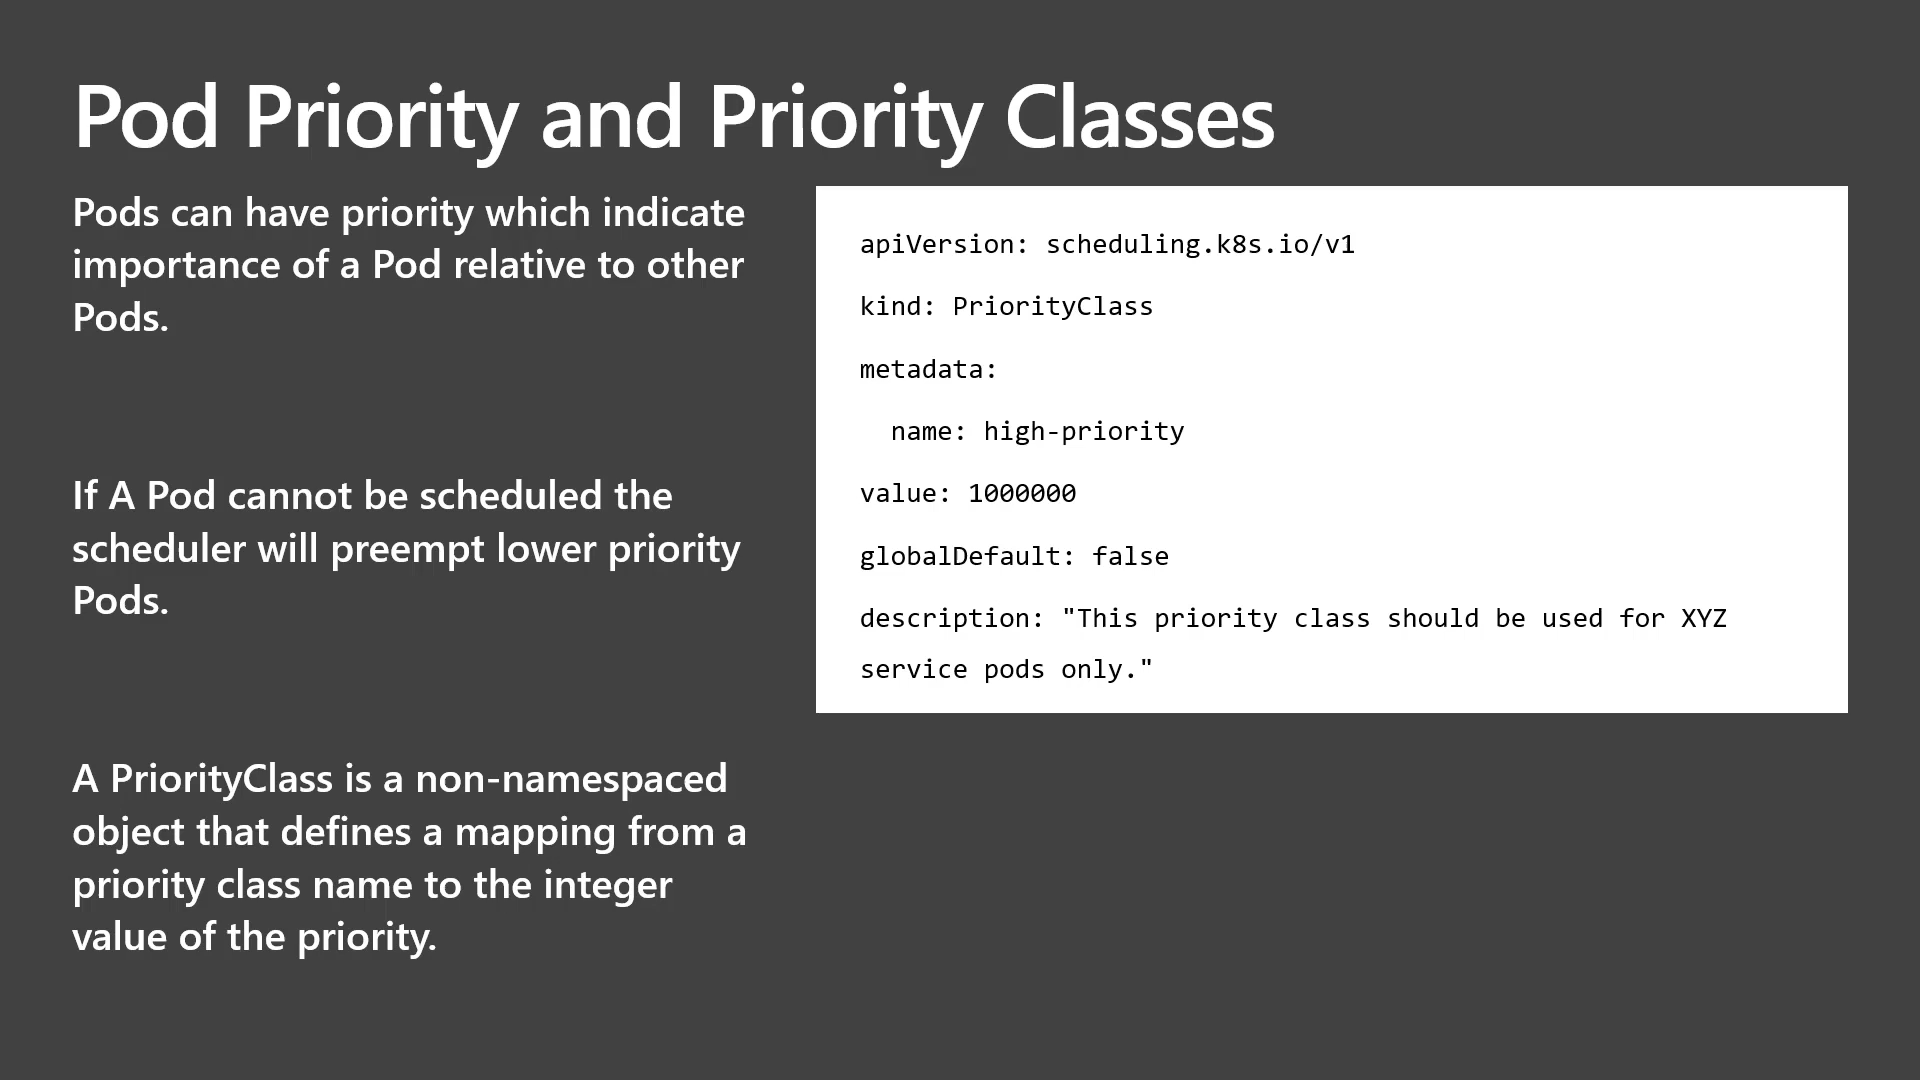 Pod Priority and Priority Classes
Pods can have priority which indicate
importance of a Pod relative to other
Pods.
If A Pod cannot be scheduled the
scheduler will preempt lower priority
Pods.
A PriorityClass is a non-namespaced
object that defines a mapping from a
priority class name to the integer
value of the priority.
apiVersion: scheduling.k8s.io/v1
kind: PriorityClass
metadata:
  name: high-priority
value: 1000000
globalDefault: false
description: "This priority class should be used for XYZ
service pods only."